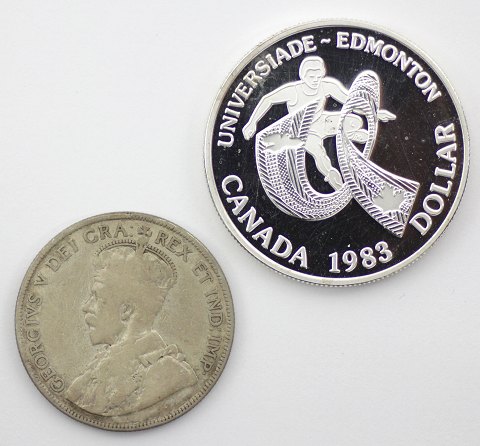 UNIVERSIADE ~ EDMONTON
CANADA 1983 DOLLAR
GEORGIVS V DEI GRA: REX ET IND: IMP: